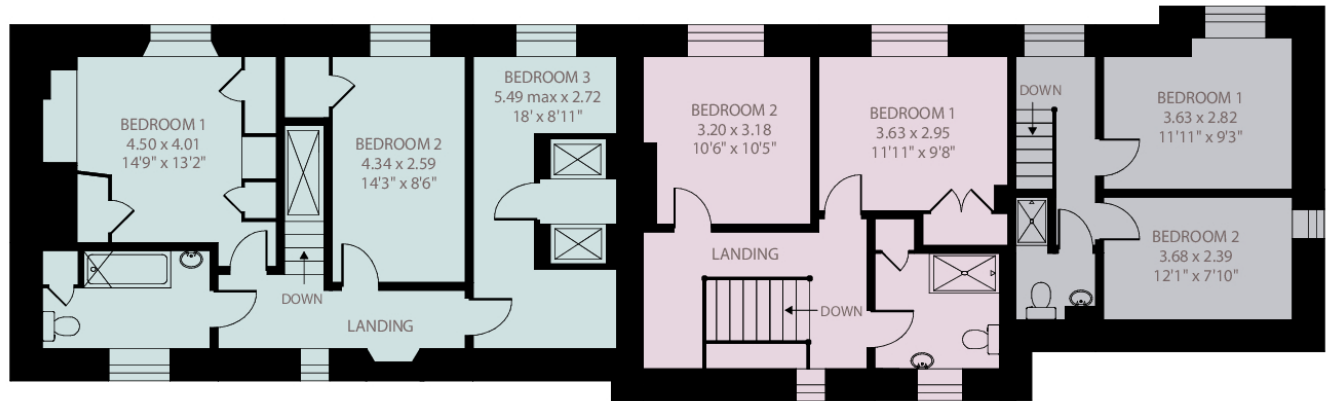 BEDROOM 1
4.50 x 4.01
14'9" x 13'2"
DOWN
BEDROOM 2
4.34 x 2.59
14'3" x 8'6"
LANDING
BEDROOM 3
5.49 max x 2.72
18' x 8'11"
BEDROOM 2
3.20 x 3.18
10'6" x 10'5"
BEDROOM 1
3.63 x 2.95
11'11" x 9'8"
LANDING
DOWN
DOWN
BEDROOM 1
3.63 x 2.82
11'11" x 9'3"
BEDROOM 2
3.68 x 2.39
12'1" x 7'10"